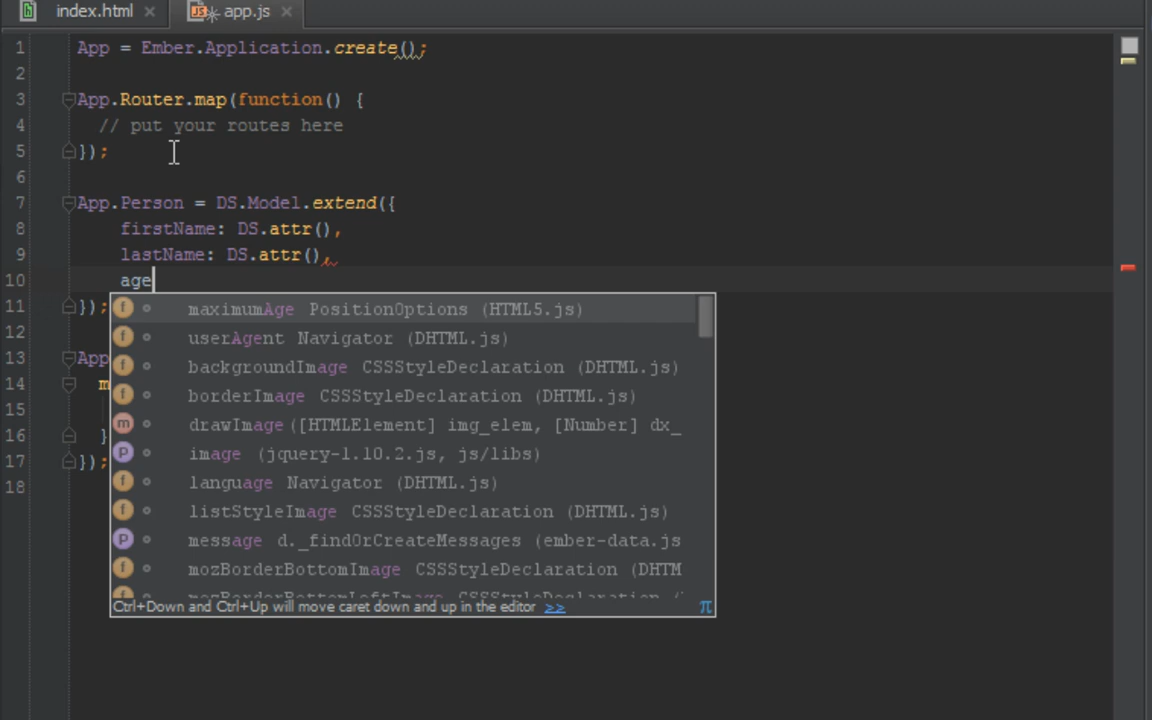 index.html app.js
1 App = Ember.Application.create();
2
3 App.Router.map(function() {
4 // put your routes here
5 });
6
7 App.Person = DS.Model.extend({
8 firstName: DS.attr(),
9 lastName: DS.attr(),
10 age
11 });
12
13 App
14 m
15
16 }
17 });
18
maximumAge PositionOptions (HTML5.js)
userAgent Navigator (DHTML.js)
backgroundImage CSSStyleDeclaration (DHTML.js)
borderImage CSSStyleDeclaration (DHTML.js)
drawImage([HTMLElement] img_elem, [Number] dx_
image (jquery-1.10.2.js, js/libs)
language Navigator (DHTML.js)
listStyleImage CSSStyleDeclaration (DHTML.js)
message d._findOrCreateMessages (ember-data.js
mozBorderBottomImage CSSStyleDeclaration (DHTM
Ctrl+Down and Ctrl+Up will move caret down and up in the editor >> π